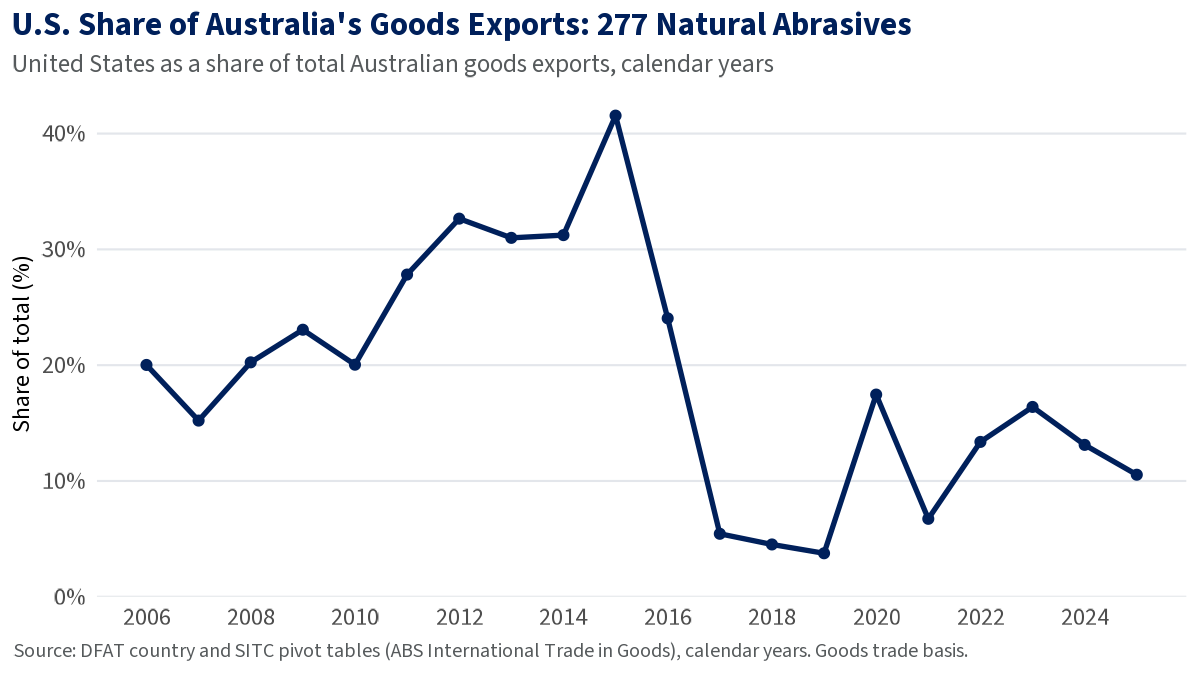 U.S. Share of Australia's Goods Exports: 277 Natural Abrasives
United States as a share of total Australian goods exports, calendar years
Share of total (%)
40%
30%
20%
10%
0%
2006 2008 2010 2012 2014 2016 2018 2020 2022 2024
Source: DFAT country and SITC pivot tables (ABS International Trade in Goods), calendar years. Goods trade basis.